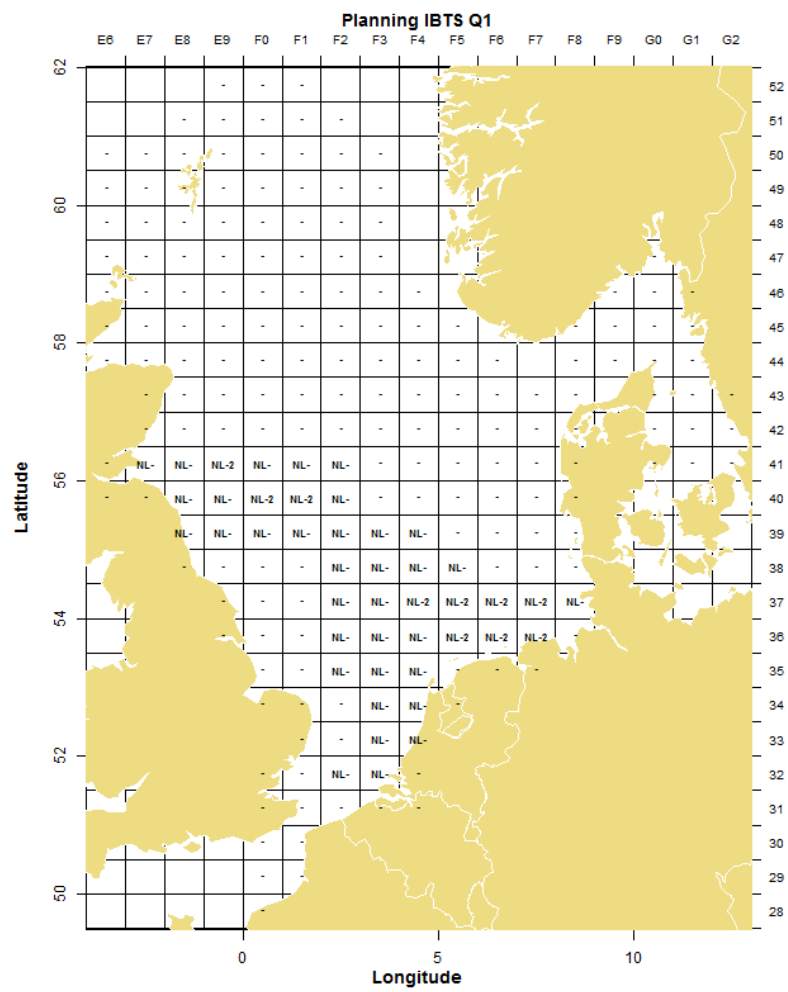 Planning IBTS Q1
E6 E7 E8 E9 F0 F1 F2 F3 F4 F5 F6 F7 F8 F9 G0 G1 G2
62
- - - 52
- - - - - 51
- - - - - - - - 50
- - - - - - - - 49
60
- - - - - - - - 48
- - - - - - - - - 47
- - - - - - - - - - - 46
- - - - - - - - - - - - - - 45
58
- - - - - - - - - - - - - - 44
- - - - - - - - - - - - - - 43
- - - - - - - - - - - - - - 42
- NL- NL- NL-2 NL- NL- NL- - - - - - - - - 41
56
- - NL- NL- NL-2 NL-2 NL- - - - - - - 40
NL- NL- NL- NL- NL- NL- NL- - - - - 39
- - - - NL- NL- NL- NL- - - - 38
- - - NL- NL- NL-2 NL-2 NL-2 NL-2 NL- 37
54
- - - NL- NL- NL- NL-2 NL-2 NL-2 - 36
- - NL- NL- NL- - - - 35
- - - NL- NL- - 34
- - NL- NL- 33
52
- - NL- NL- - 32
- - - - - 31
- - 30
- - 29
50
- 28
0 5 10
Longitude
Latitude